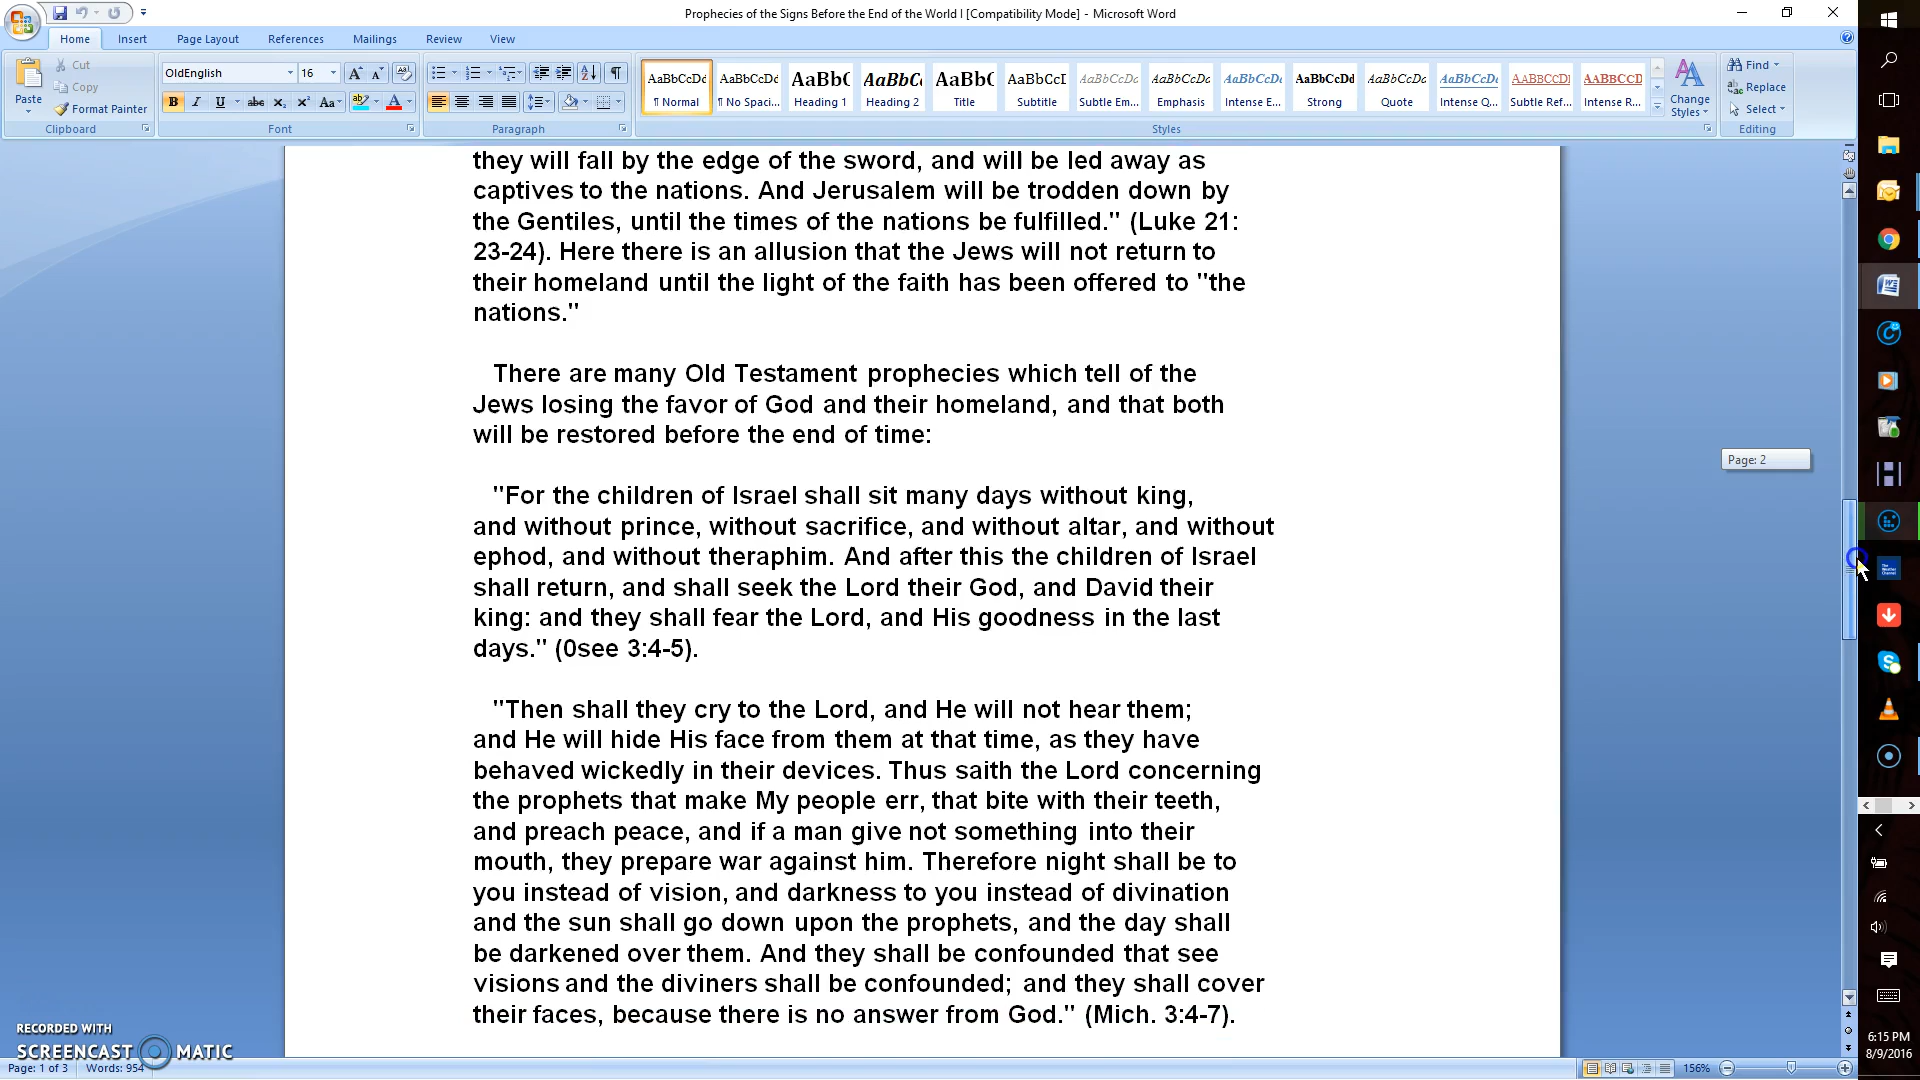 Prophecies of the Signs Before the End of the World I [Compatibility Mode] - Microsoft Word
Home Insert Page Layout References Mailings Review View
Paste
Cut
Copy
Format Painter
Clipboard
OldEnglish 16
Font
Paragraph
AaBbCcDd AaBbCcDd AaBbC AaBbC AaBbC AaBbCcI AaBbCcDd AaBbCcDd AaBbCcDd AaBbCcDd AaBbCcDd AaBbCcDd AABBCCDD AABBCCDD
¶ Normal ¶ No Spaci... Heading 1 Heading 2 Title Subtitle Subtle Em... Emphasis Intense E... Strong Quote Intense Q... Subtle Ref... Intense R...
Styles
Change Styles
Find
Replace
Select
Editing
they will fall by the edge of the sword, and will be led away as
captives to the nations. And Jerusalem will be trodden down by
the Gentiles, until the times of the nations be fulfilled." (Luke 21:
23-24). Here there is an allusion that the Jews will not return to
their homeland until the light of the faith has been offered to "the
nations."
There are many Old Testament prophecies which tell of the
Jews losing the favor of God and their homeland, and that both
will be restored before the end of time:
"For the children of Israel shall sit many days without king,
and without prince, without sacrifice, and without altar, and without
ephod, and without theraphim. And after this the children of Israel
shall return, and shall seek the Lord their God, and David their
king: and they shall fear the Lord, and His goodness in the last
days." (0see 3:4-5).
"Then shall they cry to the Lord, and He will not hear them;
and He will hide His face from them at that time, as they have
behaved wickedly in their devices. Thus saith the Lord concerning
the prophets that make My people err, that bite with their teeth,
and preach peace, and if a man give not something into their
mouth, they prepare war against him. Therefore night shall be to
you instead of vision, and darkness to you instead of divination
and the sun shall go down upon the prophets, and the day shall
be darkened over them. And they shall be confounded that see
visions and the diviners shall be confounded; and they shall cover
their faces, because there is no answer from God." (Mich. 3:4-7).
Page: 2
RECORDED WITH
SCREENCAST MATIC
Page: 1 of 3 Words: 954
156%
6:15 PM
8/9/2016